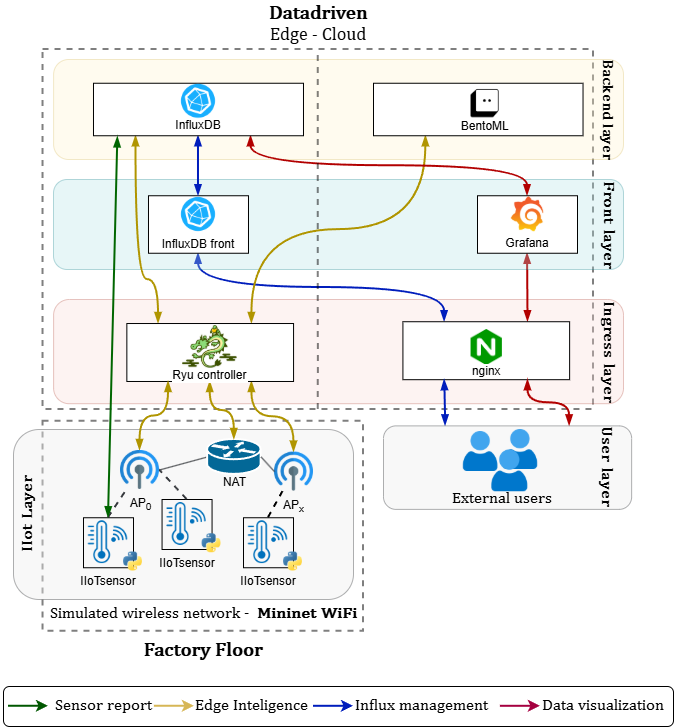 Datadriven
Edge - Cloud
Backend layer
InfluxDB
BentoML
Front layer
InfluxDB front
Grafana
Ingress layer
Ryu controller
nginx
N
User layer
External users
IIot Layer
NAT
AP0
APx
IIoTsensor
IIoTsensor
IIoTsensor
Simulated wireless network - Mininet WiFi
Factory Floor
Sensor report
Edge Inteligence
Influx management
Data visualization